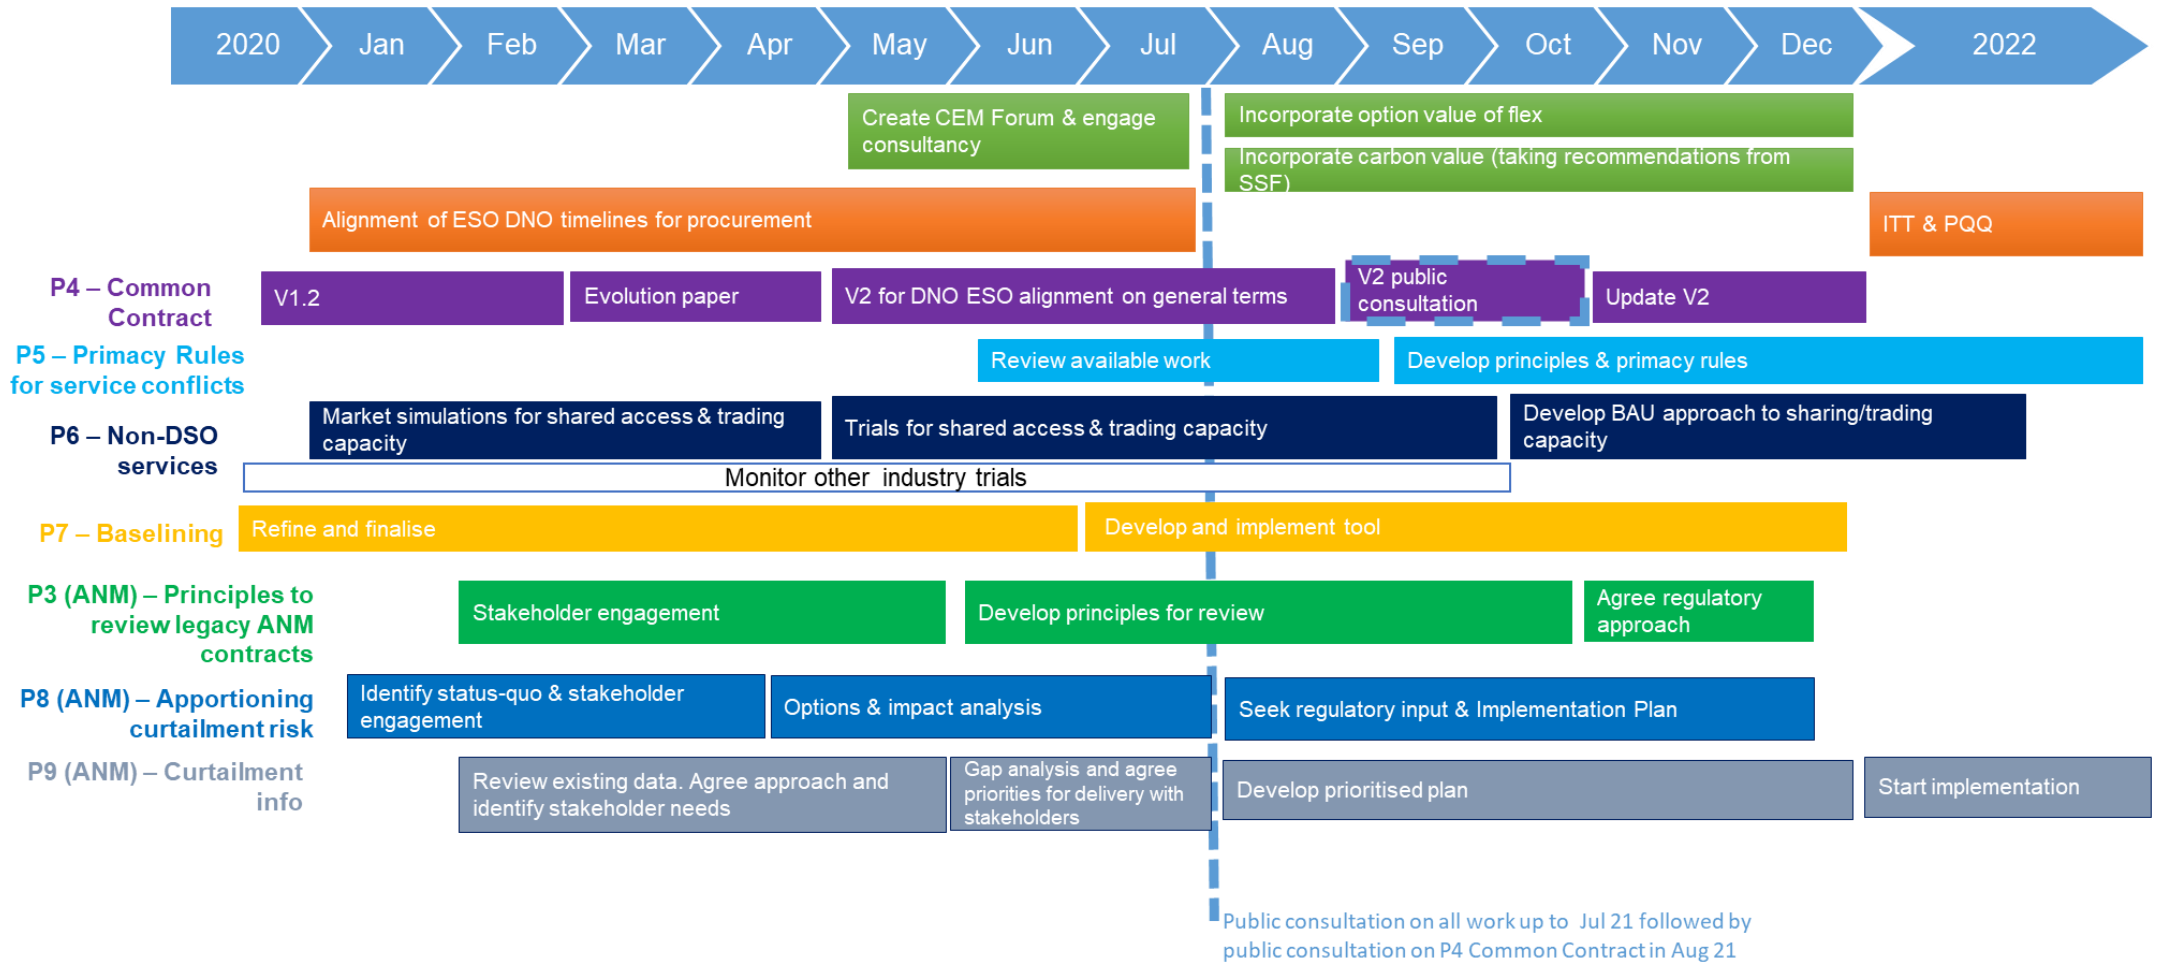 2020 Jan Feb Mar Apr May Jun Jul Aug Sep Oct Nov Dec 2022
Create CEM Forum & engage
consultancy
Incorporate option value of flex
Incorporate carbon value (taking recommendations from
SSF)
Alignment of ESO DNO timelines for procurement
ITT & PQQ
P4 – Common
Contract
V1.2
Evolution paper
V2 for DNO ESO alignment on general terms
V2 public
consultation
Update V2
P5 – Primacy Rules
for service conflicts
Review available work
Develop principles & primacy rules
P6 – Non-DSO
services
Market simulations for shared access & trading
capacity
Trials for shared access & trading capacity
Develop BAU approach to sharing/trading
capacity
Monitor other industry trials
P7 – Baselining
Refine and finalise
Develop and implement tool
P3 (ANM) – Principles to
review legacy ANM
contracts
Stakeholder engagement
Develop principles for review
Agree regulatory
approach
P8 (ANM) – Apportioning
curtailment risk
Identify status-quo & stakeholder
engagement
Options & impact analysis
Seek regulatory input & Implementation Plan
P9 (ANM) – Curtailment
info
Review existing data. Agree approach and
identify stakeholder needs
Gap analysis and agree
priorities for delivery with
stakeholders
Develop prioritised plan
Start implementation
Public consultation on all work up to Jul 21 followed by
public consultation on P4 Common Contract in Aug 21